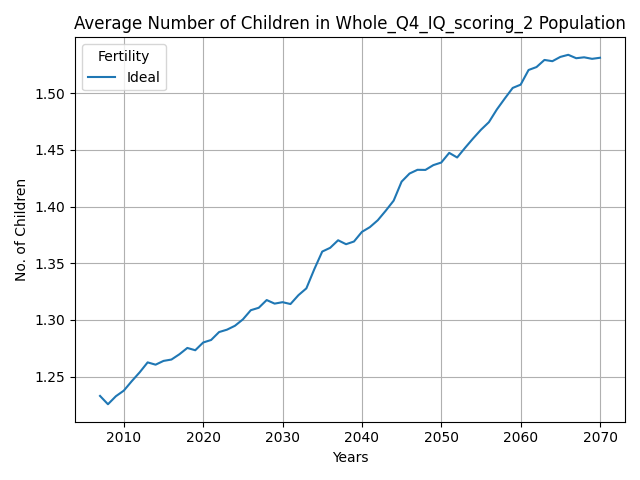 Average Number of Children in Whole_Q4_IQ_scoring_2 Population
Fertility
Ideal
No. of Children
1.50
1.45
1.40
1.35
1.30
1.25
2010 2020 2030 2040 2050 2060 2070
Years